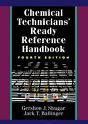 Chemical
Technicians'
Ready
Reference
Handbook
FOURTH EDITION
Gershon J. Shugar
Jack T. Ballinger